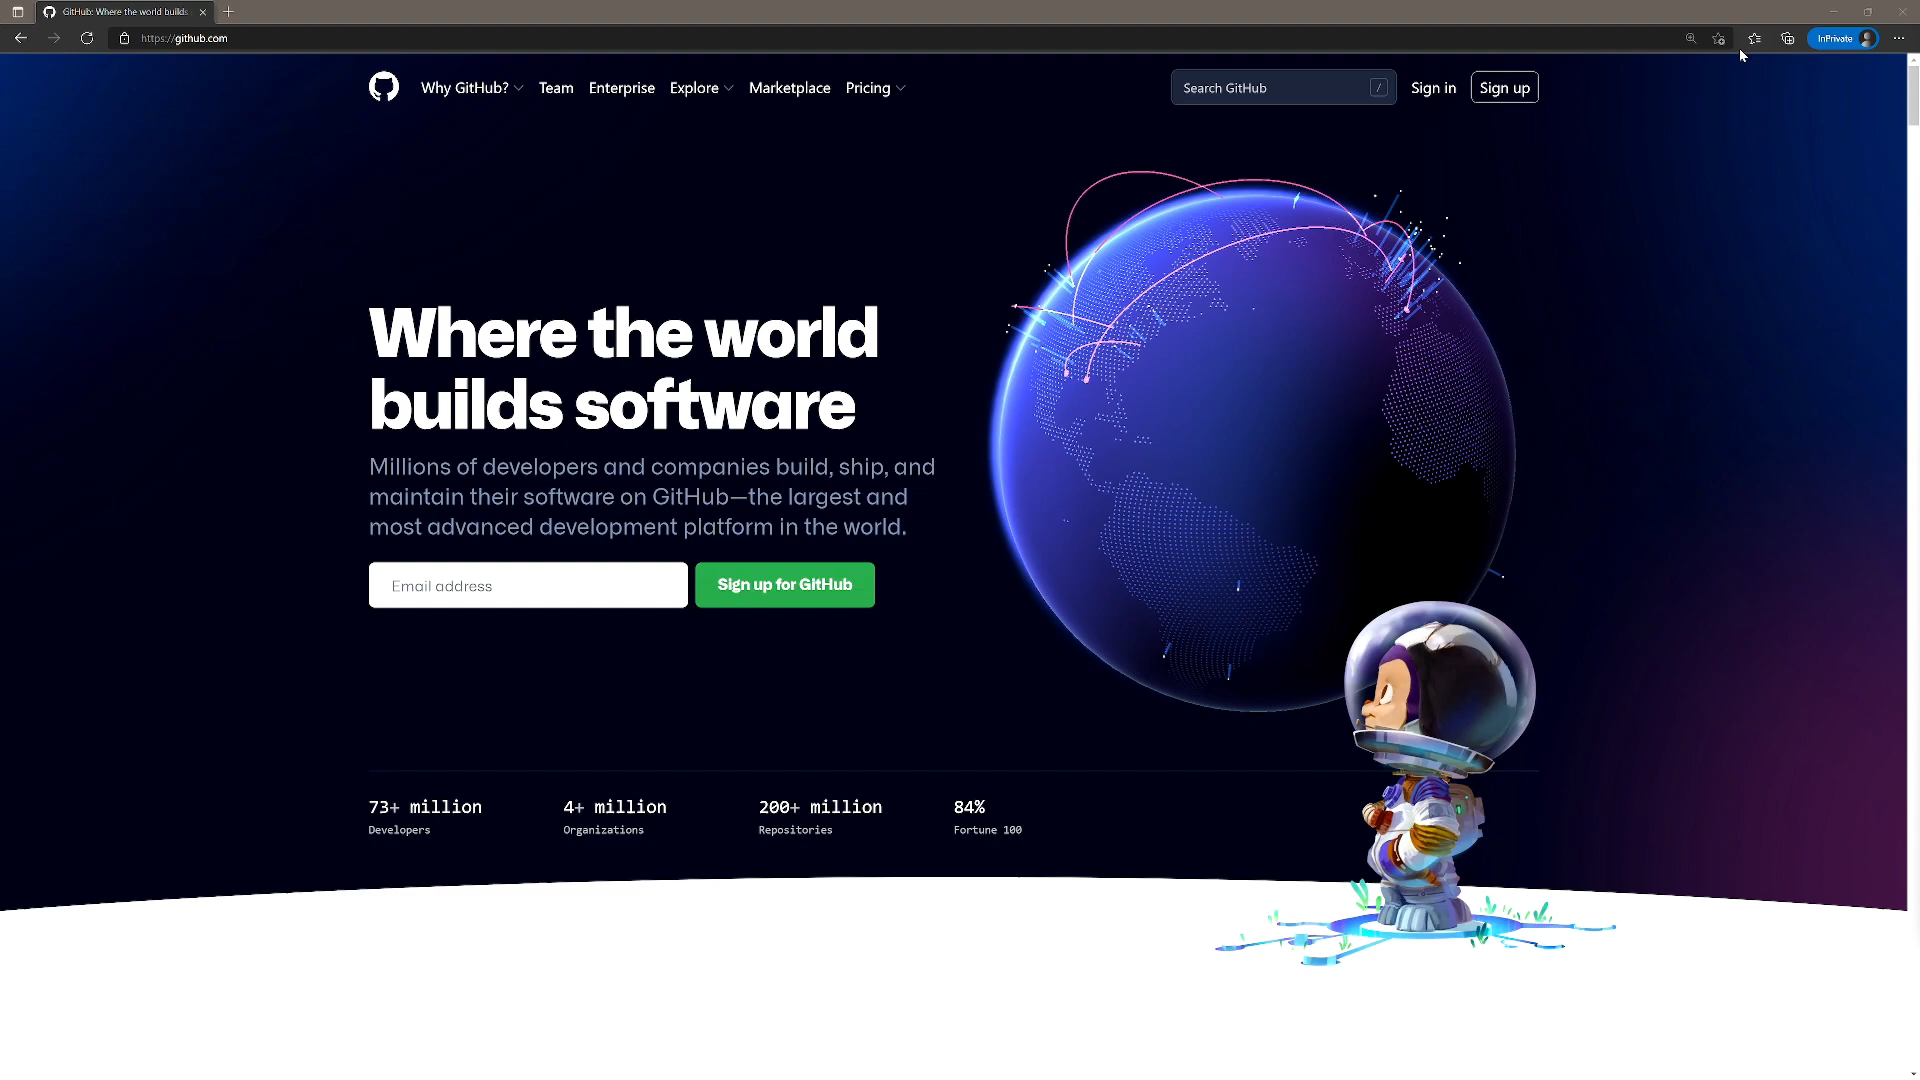 GitHub: Where the world builds
https://github.com
InPrivate
Why GitHub? Team Enterprise Explore Marketplace Pricing
Search GitHub /
Sign in
Sign up
Where the world
builds software
Millions of developers and companies build, ship, and
maintain their software on GitHub—the largest and
most advanced development platform in the world.
Email address
Sign up for GitHub
73+ million
Developers
4+ million
Organizations
200+ million
Repositories
84%
Fortune 100